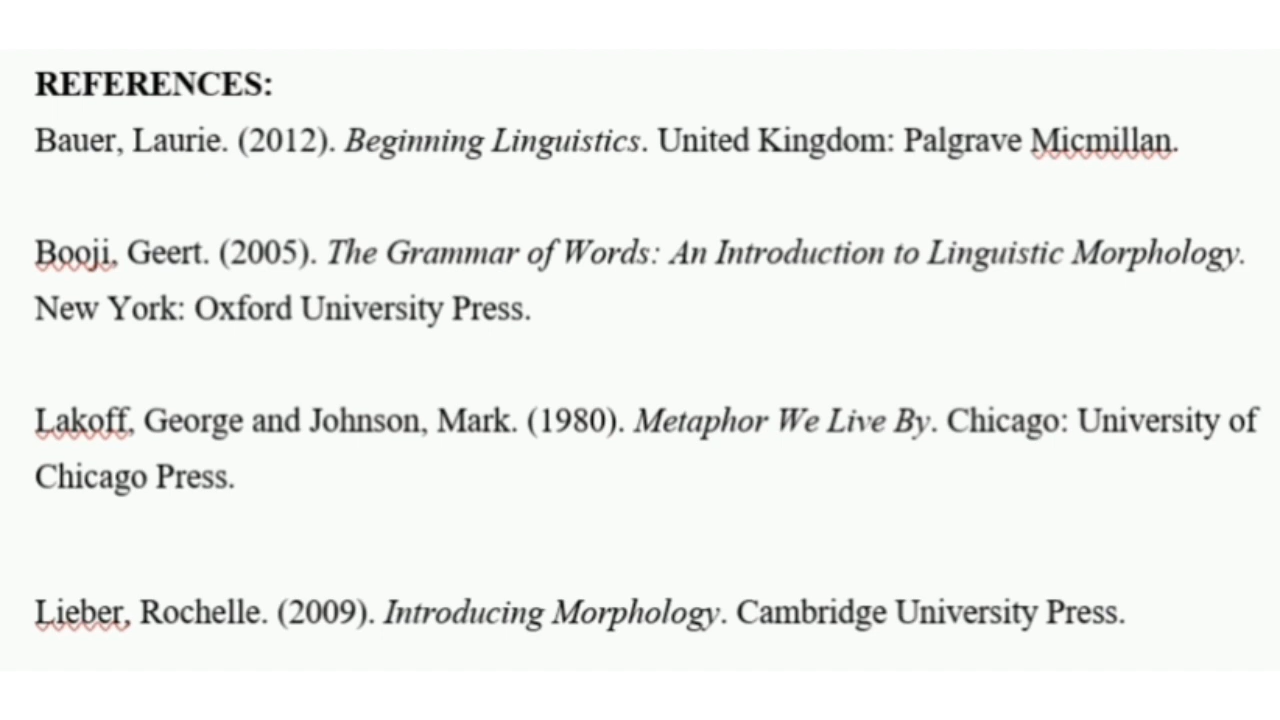 REFERENCES:
Bauer, Laurie. (2012). Beginning Linguistics. United Kingdom: Palgrave Micmillan.
Booji, Geert. (2005). The Grammar of Words: An Introduction to Linguistic Morphology.
New York: Oxford University Press.
Lakoff, George and Johnson, Mark. (1980). Metaphor We Live By. Chicago: University of
Chicago Press.
Lieber, Rochelle. (2009). Introducing Morphology. Cambridge University Press.